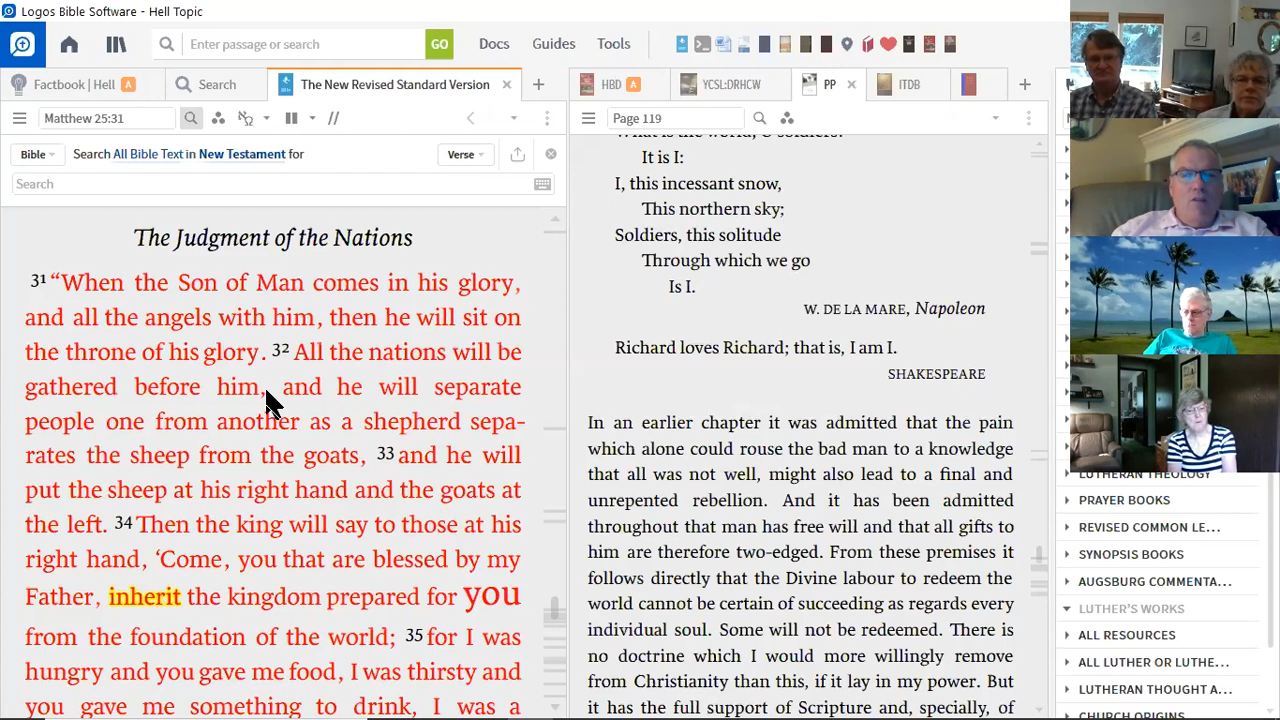 Logos Bible Software - Hell Topic
Enter passage or search
GO
Docs
Guides
Tools
Factbook | Hell
A
Search
The New Revised Standard Version
HBD
A
YCSL:DRHCW
PP
ITDB
Matthew 25:31
Page 119
Bible
Search All Bible Text in New Testament for
Verse
Search
The Judgment of the Nations
31 “When the Son of Man comes in his glory,
and all the angels with him, then he will sit on
the throne of his glory. 32 All the nations will be
gathered before him, and he will separate
people one from another as a shepherd sepa-
rates the sheep from the goats, 33 and he will
put the sheep at his right hand and the goats at
the left. 34 Then the king will say to those at his
right hand, ‘Come, you that are blessed by my
Father, inherit the kingdom prepared for you
from the foundation of the world; 35 for I was
hungry and you gave me food, I was thirsty and
you gave me something to drink, I was a
What is the world, O soldiers?
It is I:
I, this incessant snow,
This northern sky;
Soldiers, this solitude
Through which we go
Is I.
W. DE LA MARE, Napoleon
Richard loves Richard; that is, I am I.
SHAKESPEARE
In an earlier chapter it was admitted that the pain
which alone could rouse the bad man to a knowledge
that all was not well, might also lead to a final and
unrepented rebellion. And it has been admitted
throughout that man has free will and that all gifts to
him are therefore two-edged. From these premises it
follows directly that the Divine labour to redeem the
world cannot be certain of succeeding as regards every
individual soul. Some will not be redeemed. There is
no doctrine which I would more willingly remove
from Christianity than this, if it lay in my power. But
it has the full support of Scripture and, specially, of
LUTHERAN THEOLOGY
PRAYER BOOKS
REVISED COMMON LE...
SYNOPSIS BOOKS
AUGSBURG COMMENTA...
LUTHER'S WORKS
ALL RESOURCES
ALL LUTHER OR LUTHE...
LUTHERAN THOUGHT A...
CHURCH ORIGINS